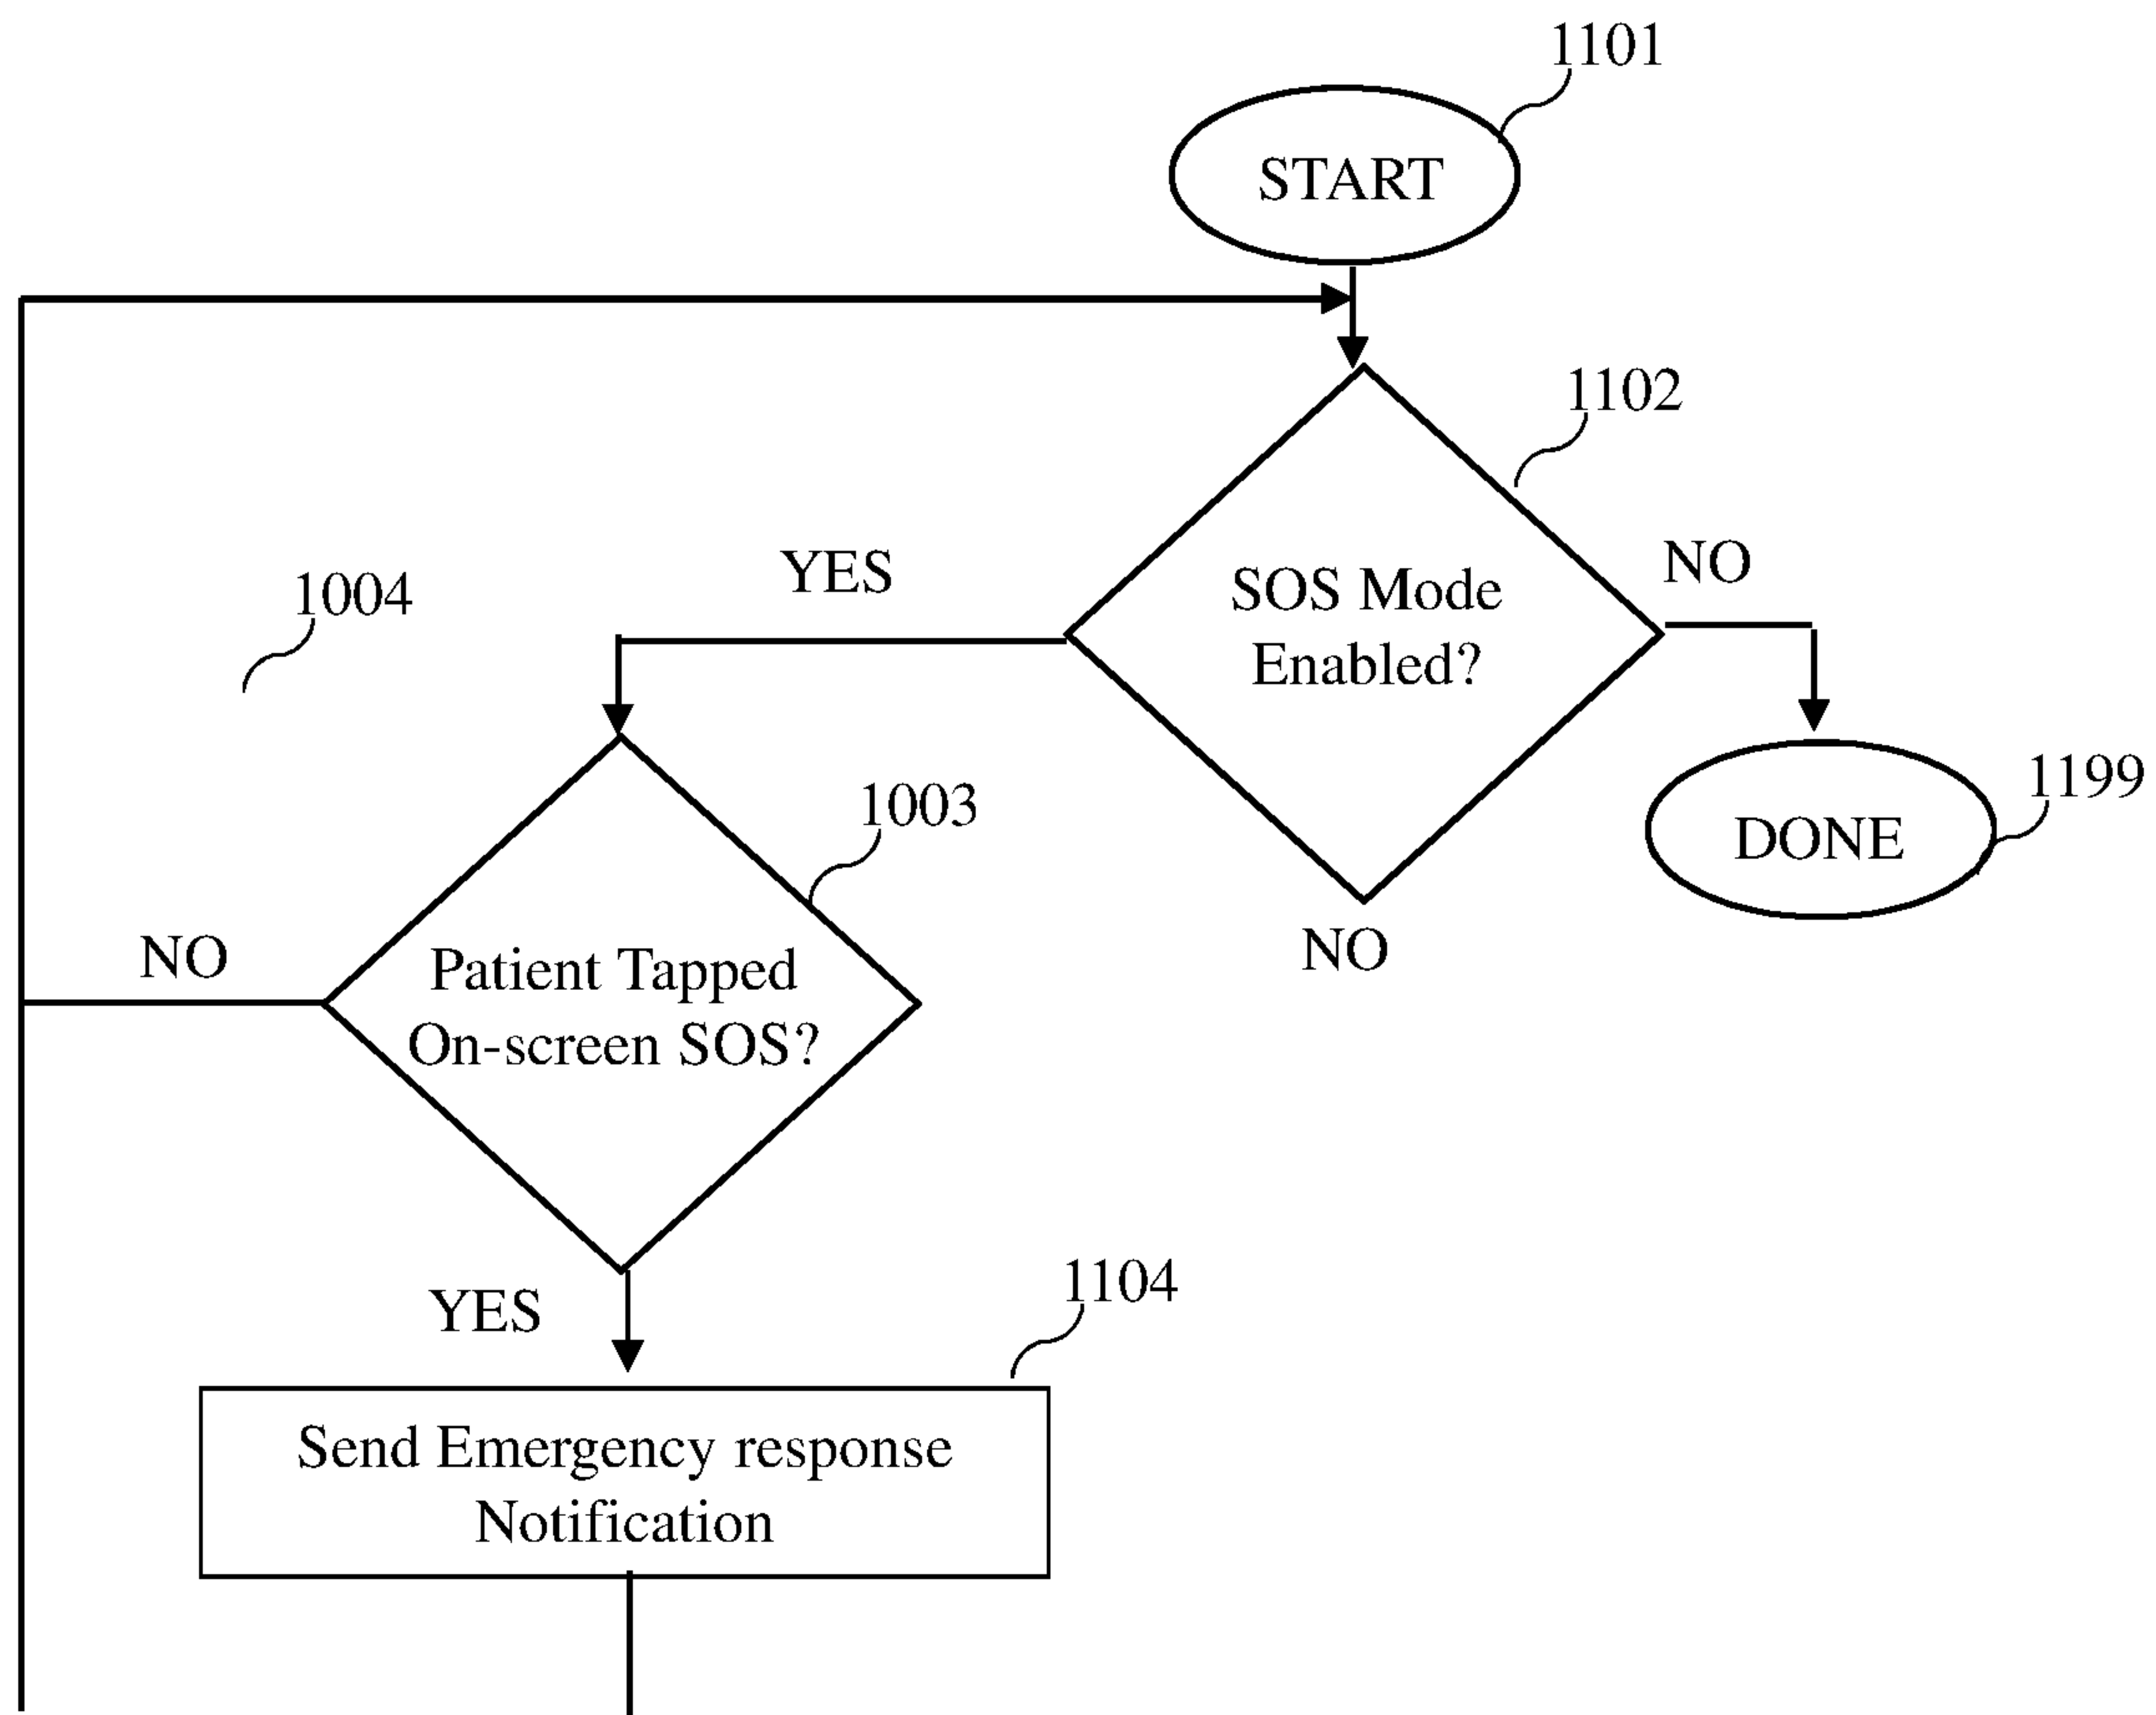 1101
START
1102
YES
SOS Mode
Enabled?
NO
1004
1199
DONE
1003
NO
Patient Tapped
On-screen SOS?
NO
YES
1104
Send Emergency response
Notification